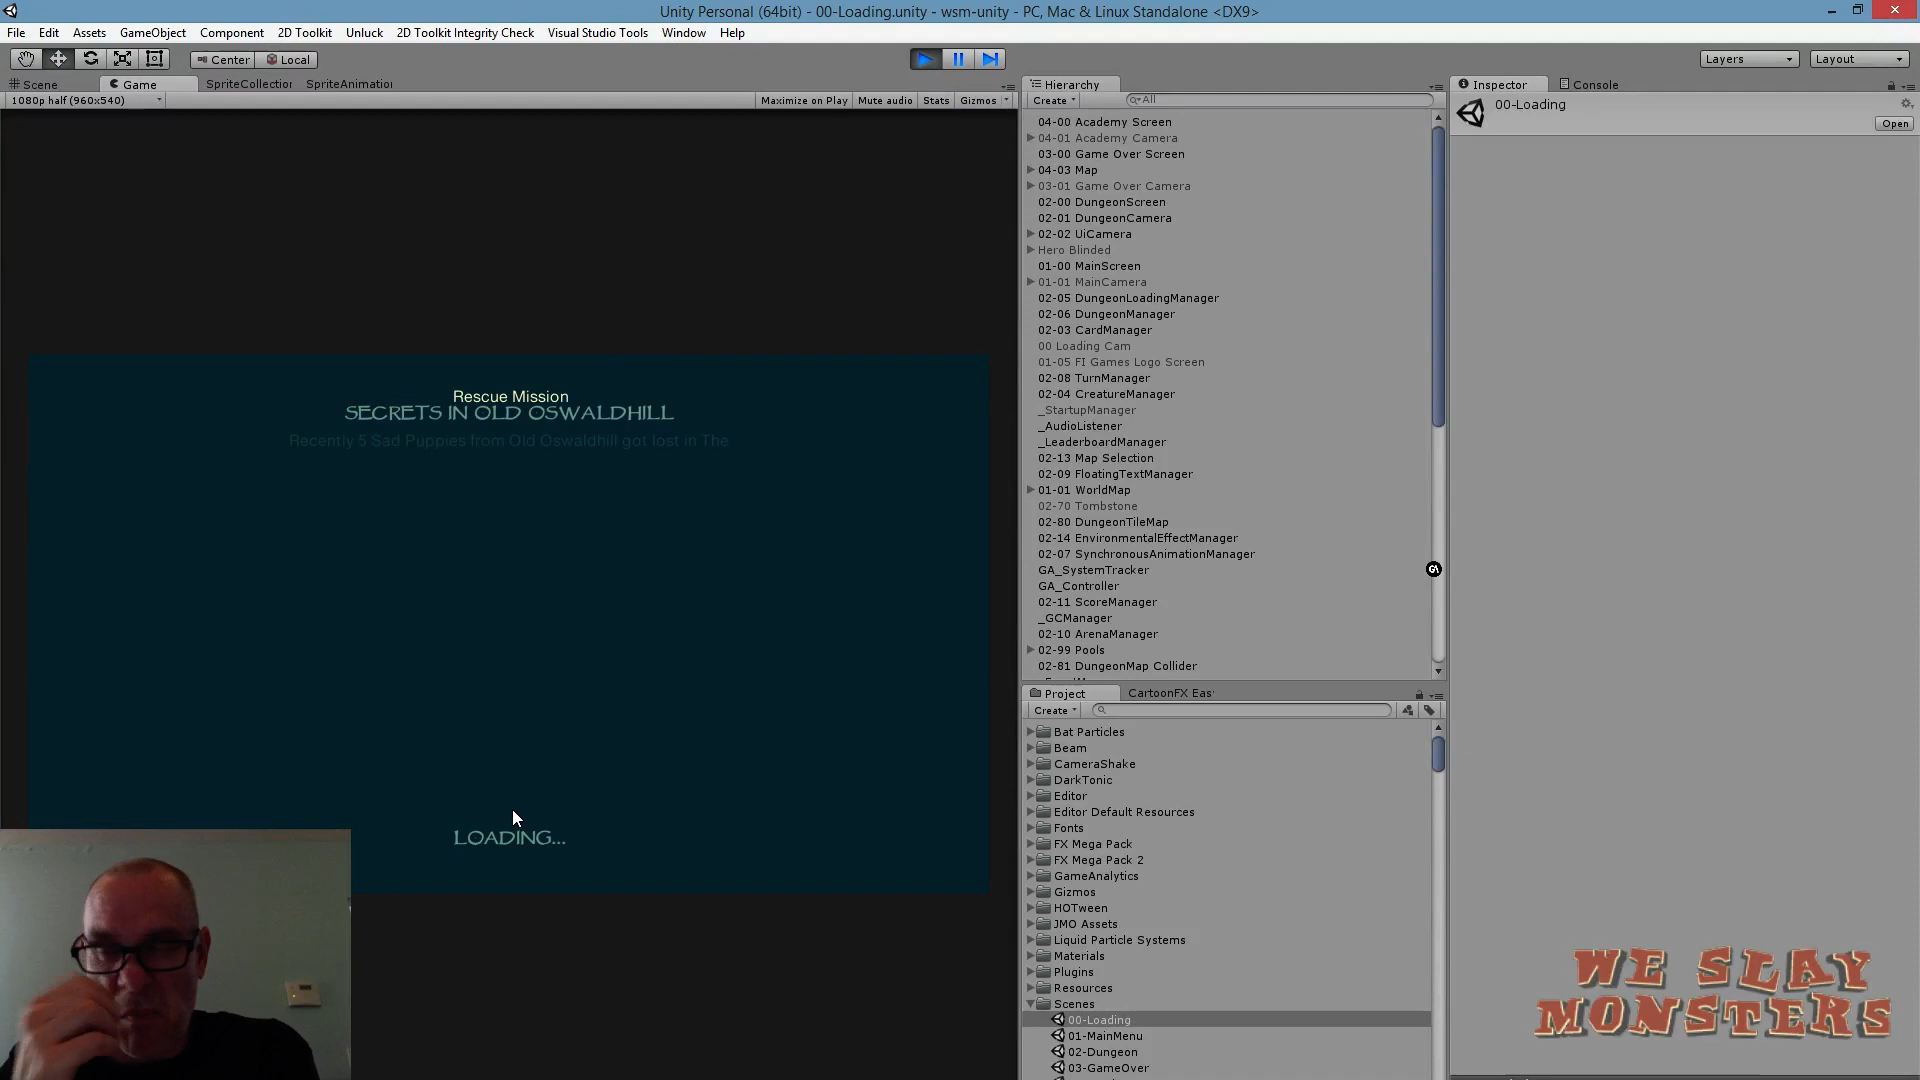 Unity Personal (64bit) - 00-Loading.unity - wsm-unity - PC, Mac & Linux Standalone <DX9>
File Edit Assets GameObject Component 2D Toolkit Unluck 2D Toolkit Integrity Check Visual Studio Tools Window Help
Center Local Layers Layout
Scene Game SpriteCollection SpriteAnimation
1080p half (960x540) Maximize on Play Mute audio Stats Gizmos
Rescue Mission
SECRETS IN OLD OSWALDHILL
Recently 5 Sad Puppies from Old Oswaldhill got lost in The
LOADING...
Hierarchy
Create All
04-00 Academy Screen
04-01 Academy Camera
03-00 Game Over Screen
04-03 Map
03-01 Game Over Camera
02-00 DungeonScreen
02-01 DungeonCamera
02-02 UiCamera
Hero Blinded
01-00 MainScreen
01-01 MainCamera
02-05 DungeonLoadingManager
02-06 DungeonManager
02-03 CardManager
00 Loading Cam
01-05 FI Games Logo Screen
02-08 TurnManager
02-04 CreatureManager
_StartupManager
_AudioListener
_LeaderboardManager
02-13 Map Selection
02-09 FloatingTextManager
01-01 WorldMap
02-70 Tombstone
02-80 DungeonTileMap
02-14 EnvironmentalEffectManager
02-07 SynchronousAnimationManager
GA_SystemTracker
GA
GA_Controller
02-11 ScoreManager
_GCManager
02-10 ArenaManager
02-99 Pools
02-81 DungeonMap Collider
Project CartoonFX Eas
Create
Bat Particles
Beam
CameraShake
DarkTonic
Editor
Editor Default Resources
Fonts
FX Mega Pack
FX Mega Pack 2
GameAnalytics
Gizmos
HOTween
JMO Assets
Liquid Particle Systems
Materials
Plugins
Resources
Scenes
00-Loading
01-MainMenu
02-Dungeon
03-GameOver
Inspector Console
00-Loading
Open
WE SLAY
MONSTERS